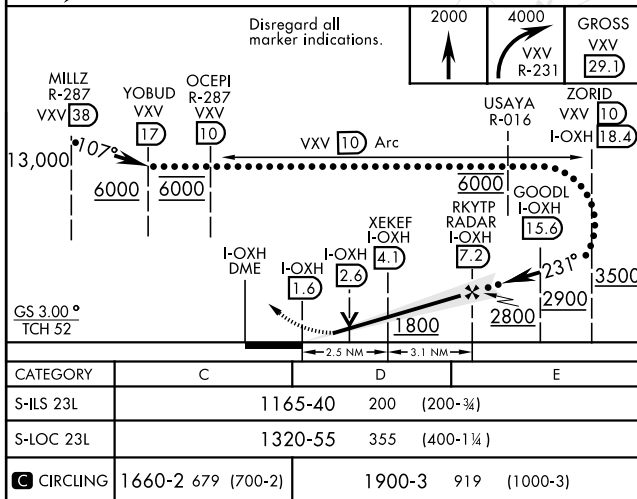 Disregard all
marker indications.
2000
4000
VXV
R-231
GROSS
VXV
29.1
MILLZ
R-287
VXV 38
YOBUD
VXV
17
OCEPI
R-287
VXV
10
USAYA
R-016
ZORID
VXV 10
I-OXH 18.4
VXV 10 Arc
13,000
107°
6000
6000
6000
GOODL
I-OXH
15.6
RKYTP
RADAR
I-OXH
7.2
XEKEF
I-OXH
4.1
I-OXH
2.6
I-OXH
1.6
I-OXH
DME
231°
3500
2900
2800
1800
GS 3.00°
TCH 52
2.5 NM
3.1 NM
CATEGORY C D E
S-ILS 23L 1165-40 200 (200-¾)
S-LOC 23L 1320-55 355 (400-1¼)
C CIRCLING 1660-2 679 (700-2) 1900-3 919 (1000-3)